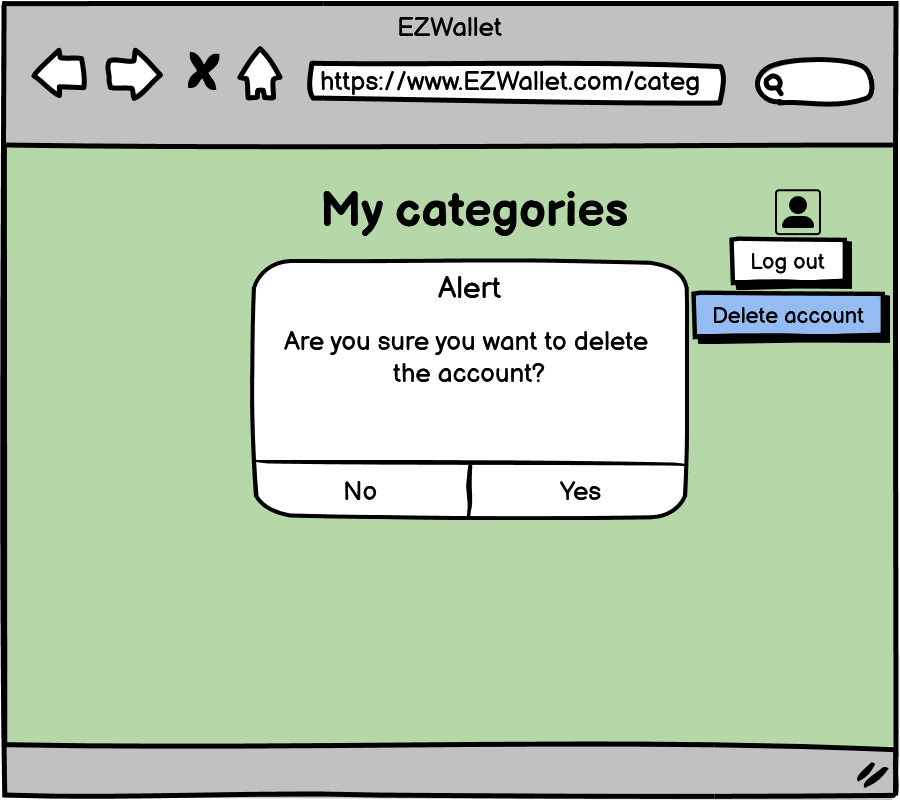 EZWallet
https://www.EZWallet.com/categ
My categories
Log out
Delete account
Alert
Are you sure you want to delete
the account?
No
Yes